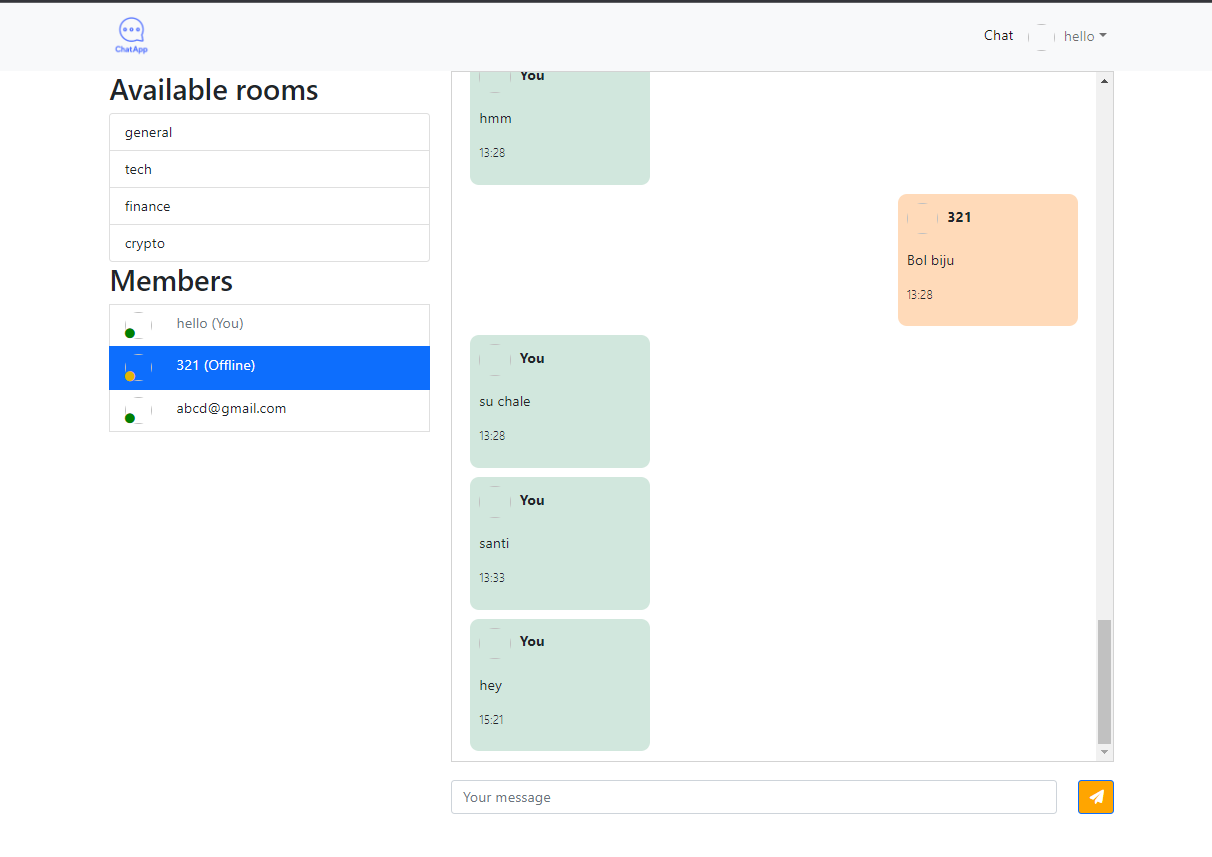 ChatApp
Chat
hello
Available rooms
general
tech
finance
crypto
Members
hello (You)
321 (Offline)
abcd@gmail.com
You
hmm
13:28
321
Bol biju
13:28
You
su chale
13:28
You
santi
13:33
You
hey
15:21
Your message